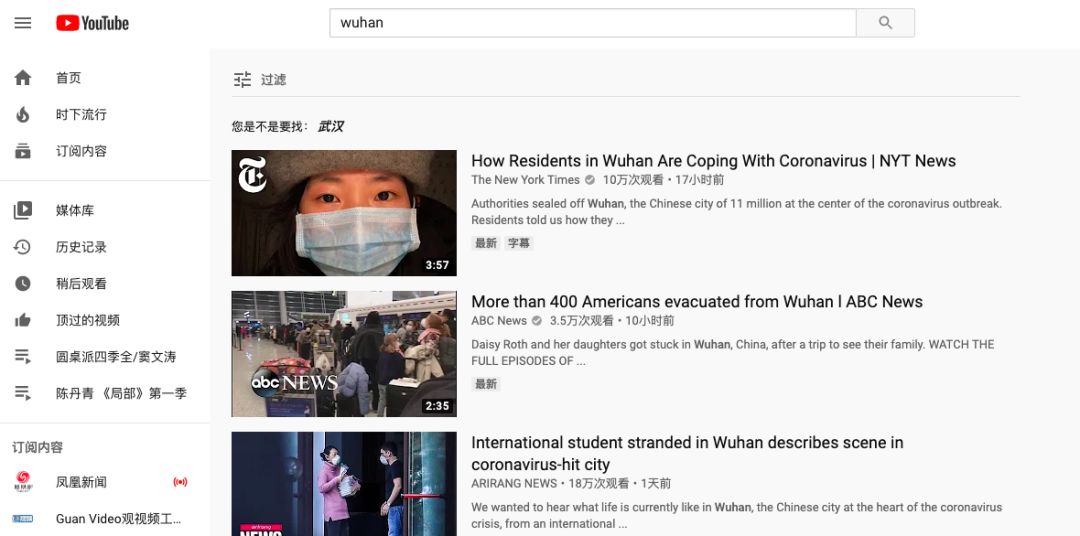 YouTube
wuhan
首页
时下流行
订阅内容
媒体库
历史记录
稍后观看
顶过的视频
圆桌派四季全/窦文涛
陈丹青 《局部》第一季
订阅内容
凤凰新闻
Guan Video观视频工...
过滤
您是不是要找： 武汉
3:57
How Residents in Wuhan Are Coping With Coronavirus | NYT News
The New York Times 10万次观看 • 17小时前
Authorities sealed off Wuhan, the Chinese city of 11 million at the center of the coronavirus outbreak.
Residents told us how they ...
最新 字幕
abc NEWS
2:35
More than 400 Americans evacuated from Wuhan l ABC News
ABC News 3.5万次观看 • 10小时前
Daisy Roth and her daughters got stuck in Wuhan, China, after a trip to see their family. WATCH THE
FULL EPISODES OF ...
最新
arirang
NEWS
International student stranded in Wuhan describes scene in
coronavirus-hit city
ARIRANG NEWS • 18万次观看 • 1天前
We wanted to hear what life is currently like in Wuhan, the Chinese city at the heart of the coronavirus
crisis, from an international ...